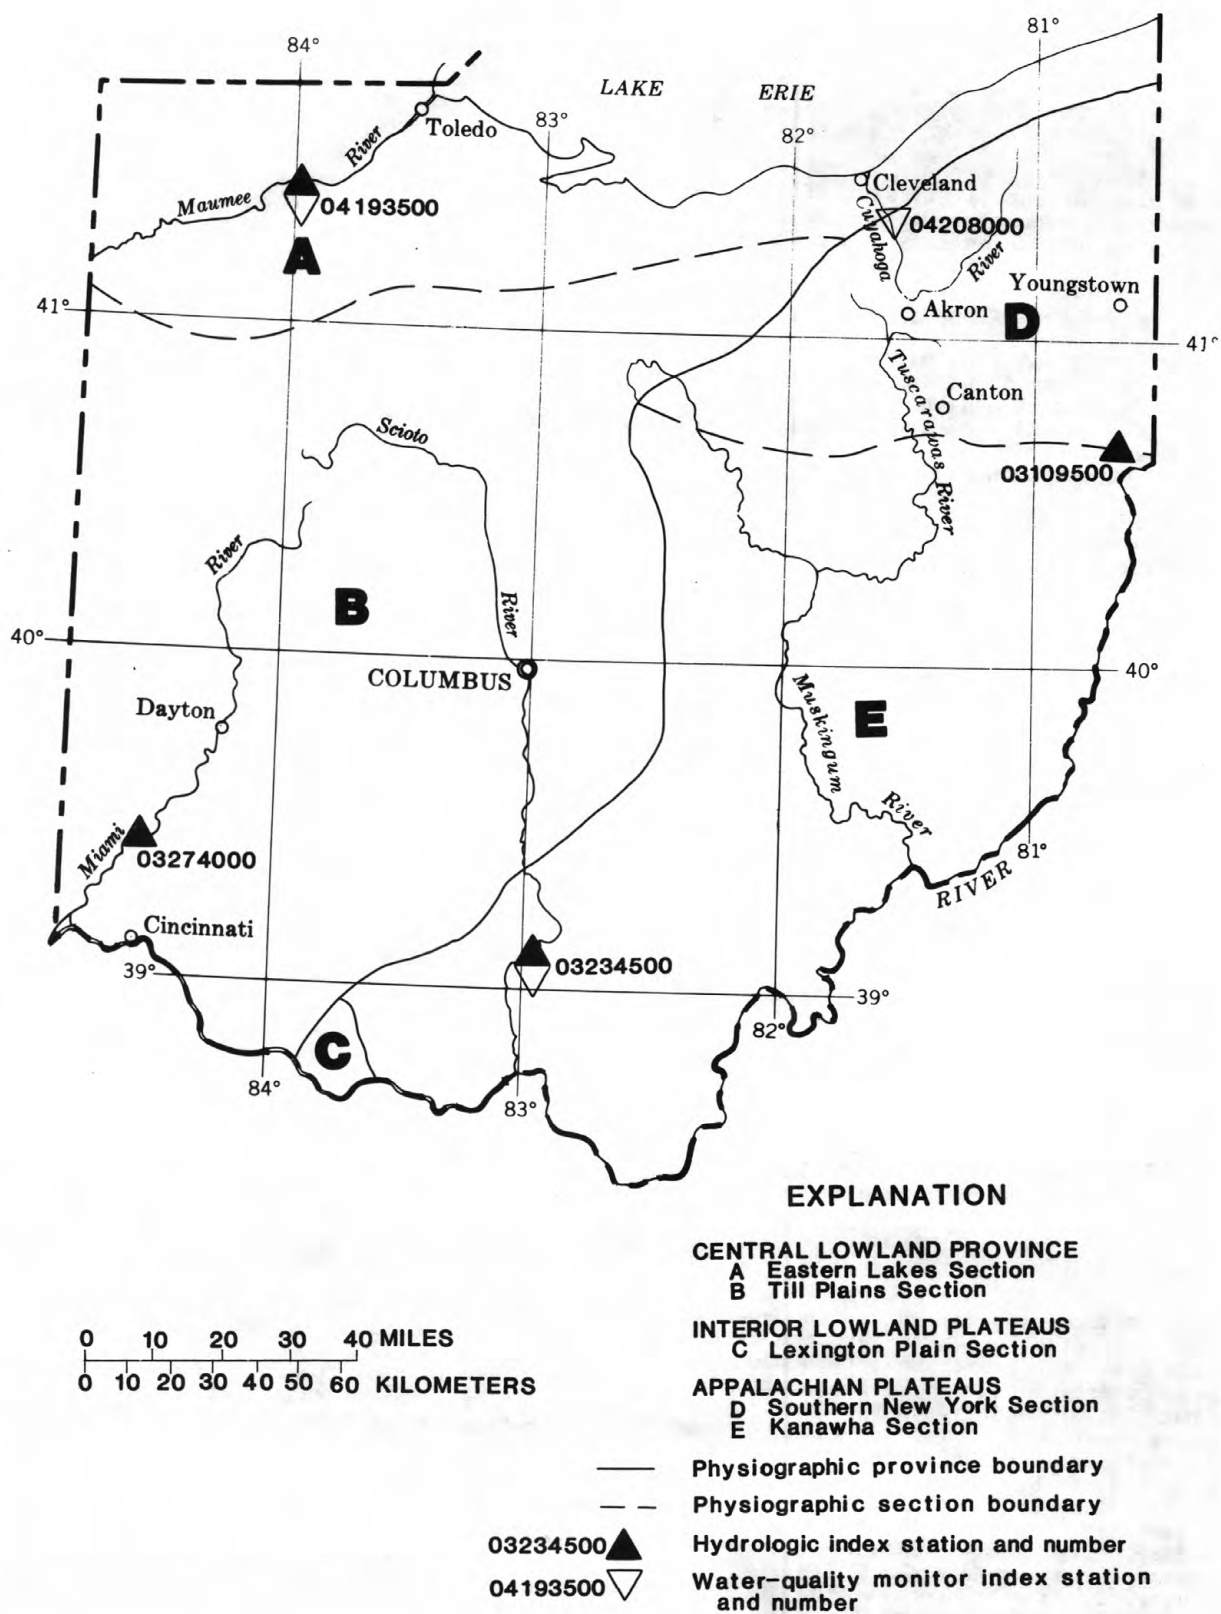 84°
81°
LAKE ERIE
83°
82°
Toledo
Maumee River
04193500
A
Cleveland
Cuyahoga River
04208000
Youngstown
41°
Akron
D
41°
Tuscarawas River
Canton
Scioto River
03109500
River
B
40°
COLUMBUS
40°
Dayton
Muskingum River
E
Miami
03274000
81°
RIVER
Cincinnati
39°
03234500
39°
82°
C
84°
83°
EXPLANATION
CENTRAL LOWLAND PROVINCE
A Eastern Lakes Section
B Till Plains Section
INTERIOR LOWLAND PLATEAUS
C Lexington Plain Section
APPALACHIAN PLATEAUS
D Southern New York Section
E Kanawha Section
0 10 20 30 40 MILES
0 10 20 30 40 50 60 KILOMETERS
Physiographic province boundary
Physiographic section boundary
03234500 Hydrologic index station and number
04193500 Water-quality monitor index station
and number